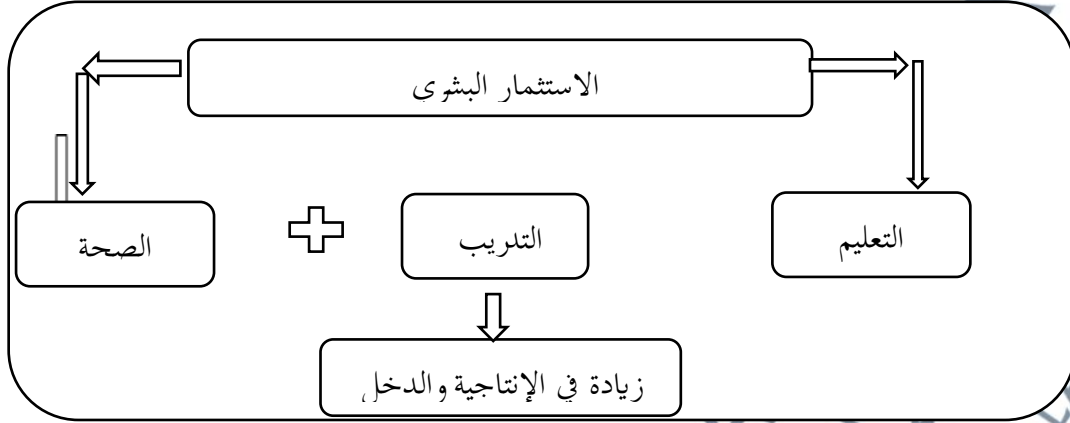 الاستثمار البشري
التعليم
التدريب
الصحة
زيادة في الإنتاجية والدخل